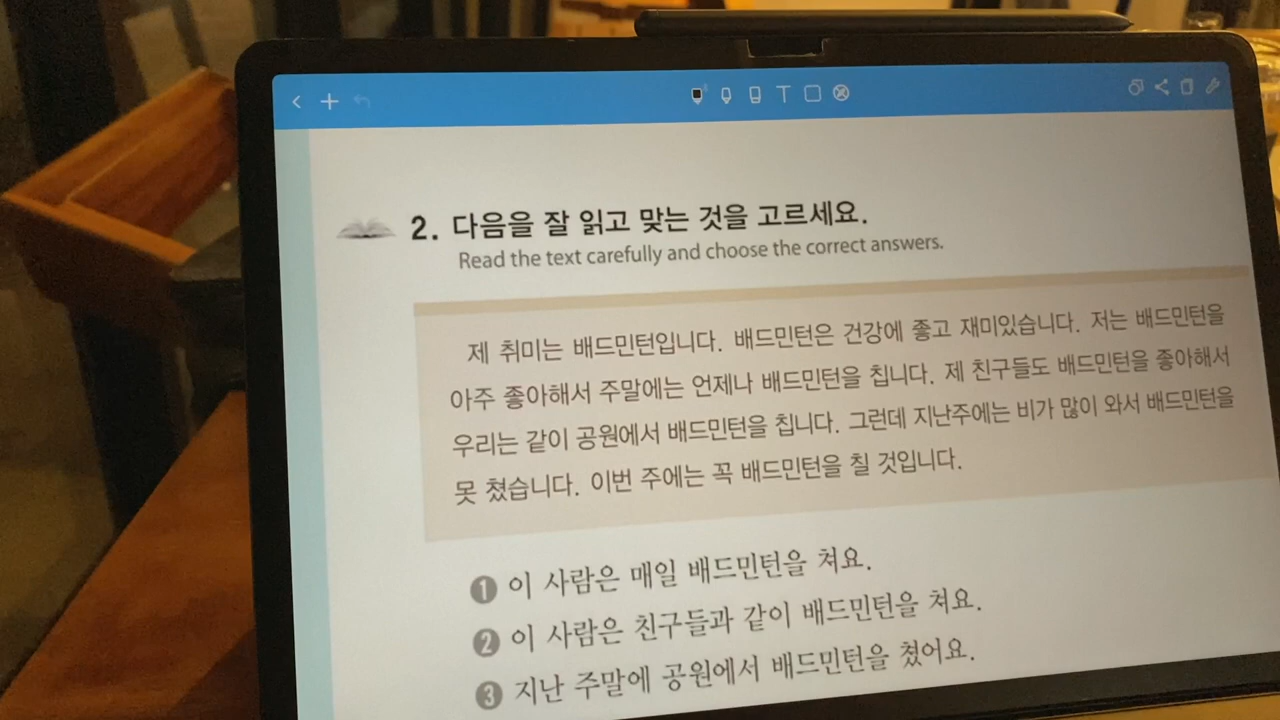 2. 다음을 잘 읽고 맞는 것을 고르세요.
Read the text carefully and choose the correct answers.
제 취미는 배드민턴입니다. 배드민턴은 건강에 좋고 재미있습니다. 저는 배드민턴을
아주 좋아해서 주말에는 언제나 배드민턴을 칩니다. 제 친구들도 배드민턴을 좋아해서
우리는 같이 공원에서 배드민턴을 칩니다. 그런데 지난주에는 비가 많이 와서 배드민턴을
못 쳤습니다. 이번 주에는 꼭 배드민턴을 칠 것입니다.
❶ 이 사람은 매일 배드민턴을 쳐요.
❷ 이 사람은 친구들과 같이 배드민턴을 쳐요.
❸ 지난 주말에 공원에서 배드민턴을 쳤어요.